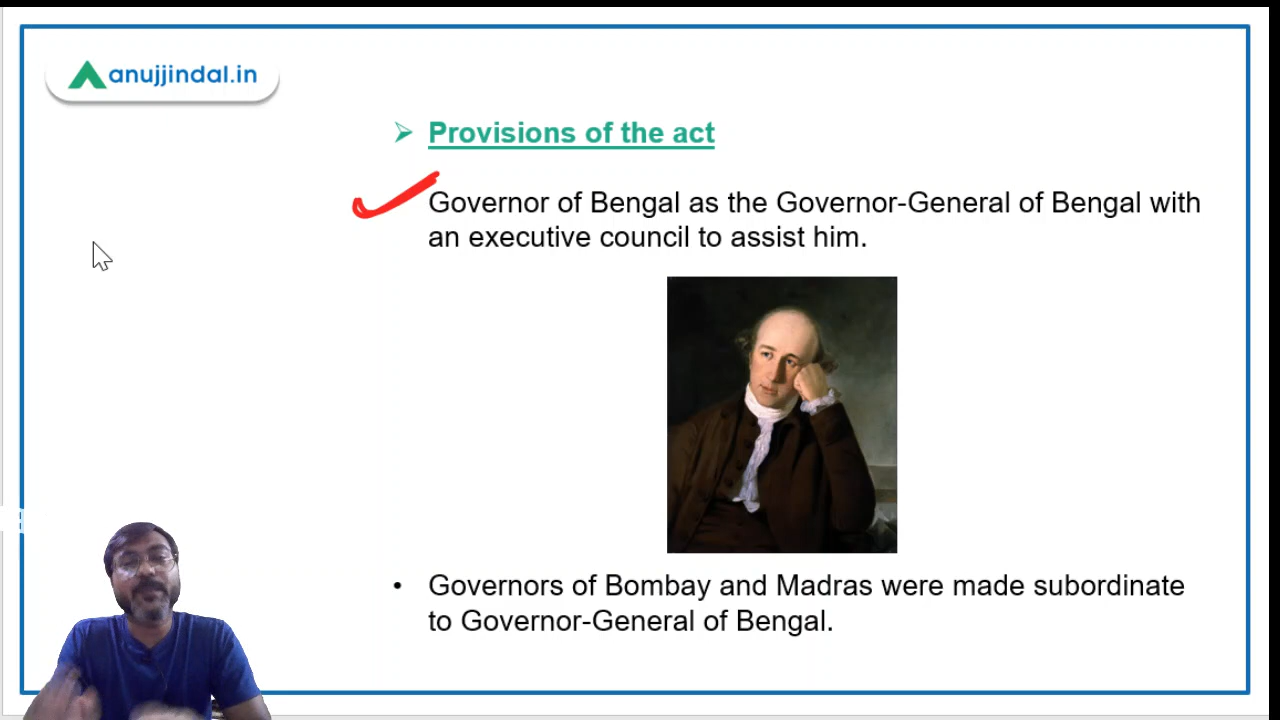 anujjindal.in
Provisions of the act
Governor of Bengal as the Governor-General of Bengal with
an executive council to assist him.
• Governors of Bombay and Madras were made subordinate
to Governor-General of Bengal.